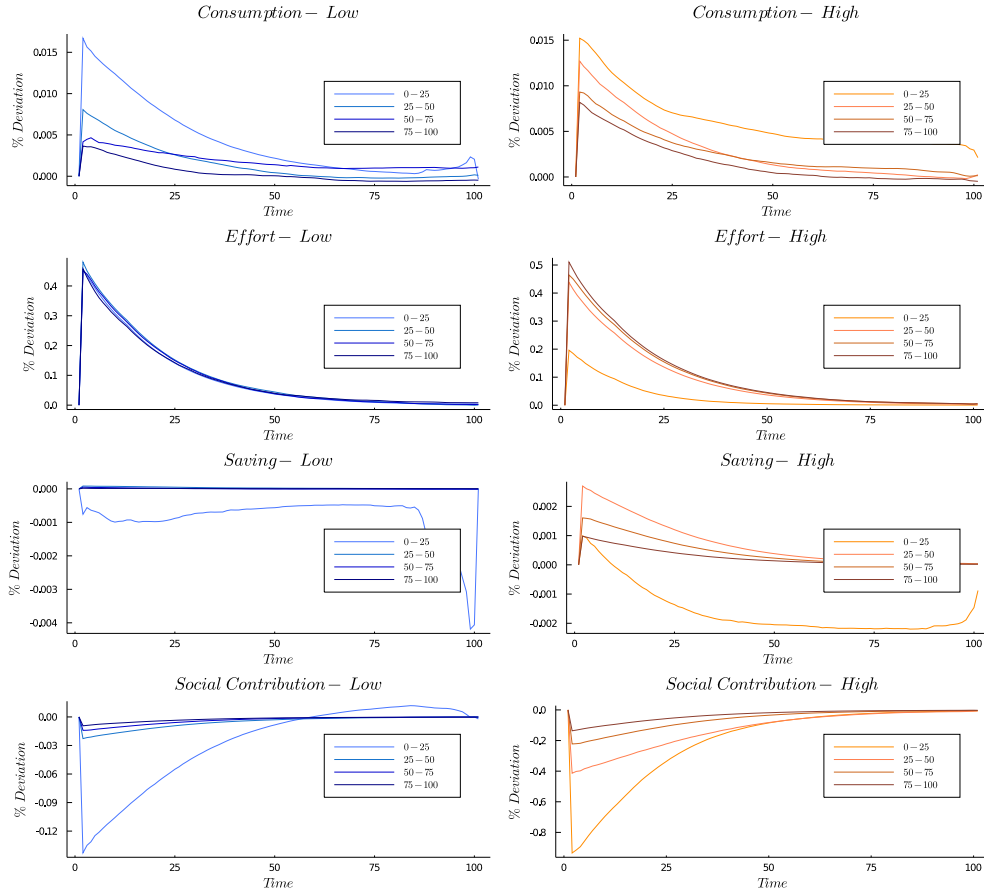 Consumption− Low
% Deviation
0.015
0.010
0.005
0.000
0 25 50 75 100
Time
0−25
25−50
50−75
75−100
Consumption− High
% Deviation
0.015
0.010
0.005
0.000
0 25 50 75 100
Time
0−25
25−50
50−75
75−100
Effort− Low
% Deviation
0.4
0.3
0.2
0.1
0.0
0 25 50 75 100
Time
0−25
25−50
50−75
75−100
Effort− High
% Deviation
0.5
0.4
0.3
0.2
0.1
0.0
0 25 50 75 100
Time
0−25
25−50
50−75
75−100
Saving− Low
% Deviation
0.000
-0.001
-0.002
-0.003
-0.004
0 25 50 75 100
Time
0−25
25−50
50−75
75−100
Saving− High
% Deviation
0.002
0.001
0.000
-0.001
-0.002
0 25 50 75 100
Time
0−25
25−50
50−75
75−100
Social Contribution− Low
% Deviation
0.00
-0.03
-0.06
-0.09
-0.12
0 25 50 75 100
Time
0−25
25−50
50−75
75−100
Social Contribution− High
% Deviation
0.0
-0.2
-0.4
-0.6
-0.8
0 25 50 75 100
Time
0−25
25−50
50−75
75−100